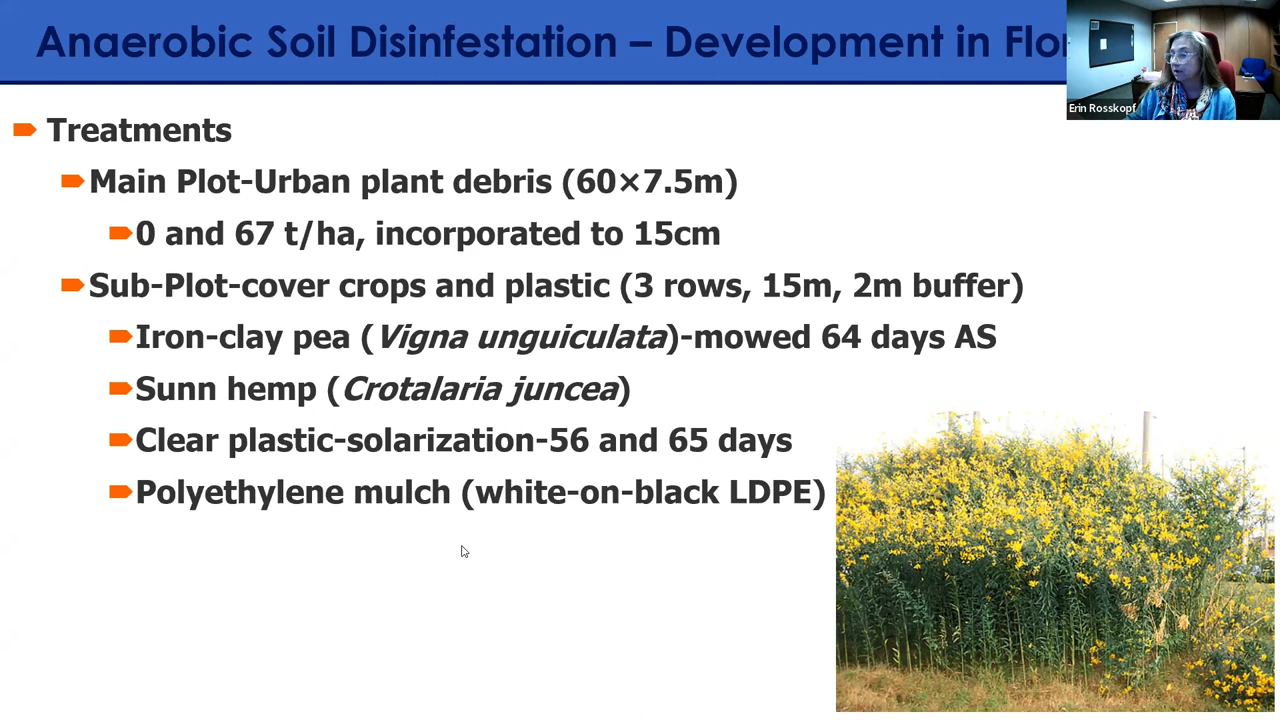 Anaerobic Soil Disinfestation – Development in Flo
Erin Rosskopf
Treatments
Main Plot-Urban plant debris (60×7.5m)
0 and 67 t/ha, incorporated to 15cm
Sub-Plot-cover crops and plastic (3 rows, 15m, 2m buffer)
Iron-clay pea (Vigna unguiculata)-mowed 64 days AS
Sunn hemp (Crotalaria juncea)
Clear plastic-solarization-56 and 65 days
Polyethylene mulch (white-on-black LDPE)